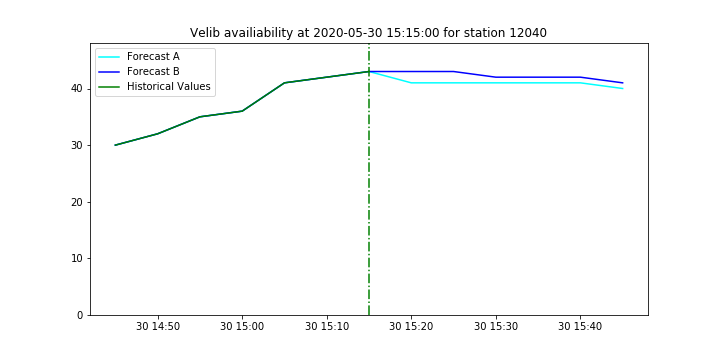 Velib availiability at 2020-05-30 15:15:00 for station 12040
Forecast A
Forecast B
Historical Values
40
30
20
10
0
30 14:50
30 15:00
30 15:10
30 15:20
30 15:30
30 15:40